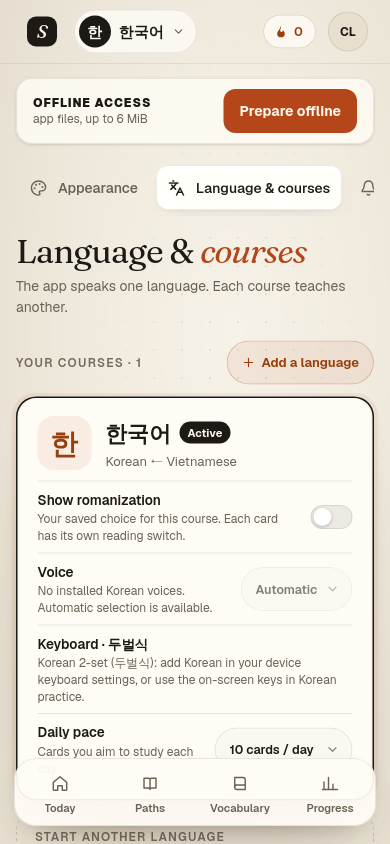 S
한 한국어
0
CL
OFFLINE ACCESS
app files, up to 6 MiB
Prepare offline
Appearance
Language & courses
Language & courses
The app speaks one language. Each course teaches
another.
YOUR COURSES · 1
+ Add a language
한
한국어 Active
Korean ← Vietnamese
Show romanization
Your saved choice for this course. Each card
has its own reading switch.
Voice
No installed Korean voices.
Automatic selection is available.
Automatic
Keyboard · 두벌식
Korean 2-set (두벌식): add Korean in your device
keyboard settings, or use the on-screen keys in Korean
practice.
Daily pace
Cards you aim to study each
day.
10 cards / day
Today
Paths
Vocabulary
Progress
START ANOTHER LANGUAGE